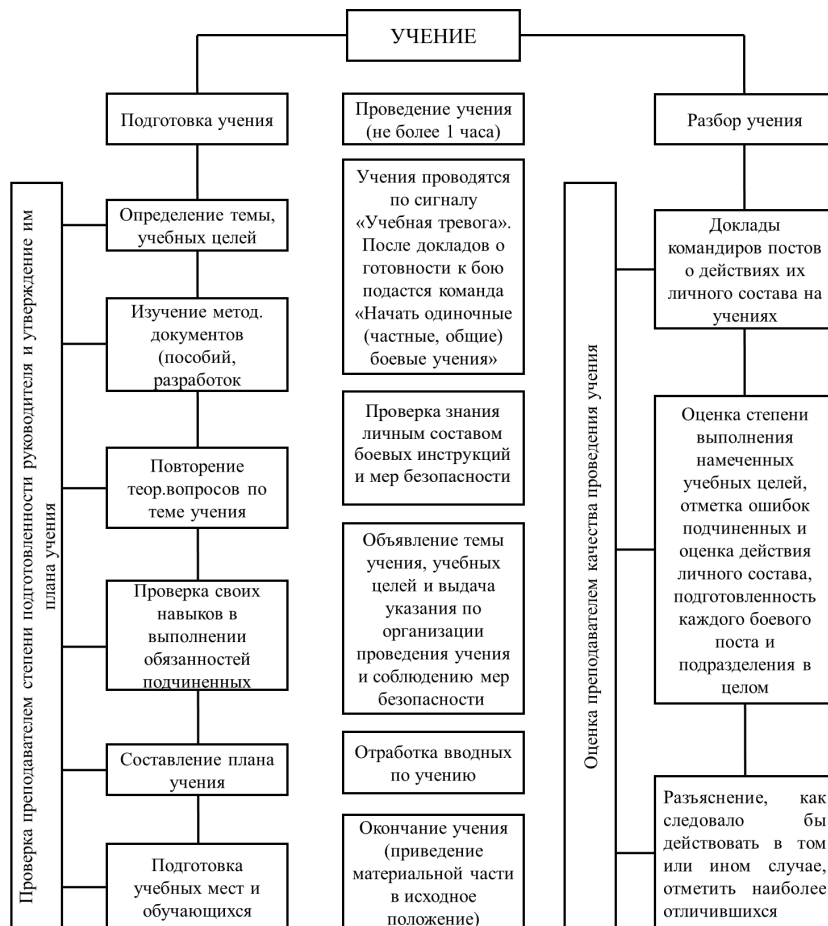 УЧЕНИЕ
Подготовка учения
Проведение учения
(не более 1 часа)
Разбор учения
Проверка преподавателем степени подготовленности руководителя и утверждение им
плана учения
Определение темы,
учебных целей
Изучение метод.
документов
(пособий,
разработок
Повторение
теор.вопросов по
теме учения
Проверка своих
навыков в
выполнении
обязанностей
подчиненных
Составление плана
учения
Подготовка
учебных мест и
обучающихся
Учения проводятся
по сигналу
«Учебная тревога».
После докладов о
готовности к бою
подастся команда
«Начать одиночные
(частные, общие)
боевые учения»
Проверка знания
личным составом
боевых инструкций
и мер безопасности
Объявление темы
учения, учебных
целей и выдача
указания по
организации
проведения учения
и соблюдению мер
безопасности
Отработка вводных
по учению
Окончание учения
(приведение
материальной части
в исходное
положение)
Оценка преподавателем качества проведения учения
Доклады
командиров постов
о действиях их
личного состава на
учениях
Оценка степени
выполнения
намеченных
учебных целей,
отметка ошибок
подчиненных и
оценка действия
личного состава,
подготовленность
каждого боевого
поста и
подразделения в
целом
Разъяснение, как
следовало бы
действовать в том
или ином случае,
отметить наиболее
отличившихся